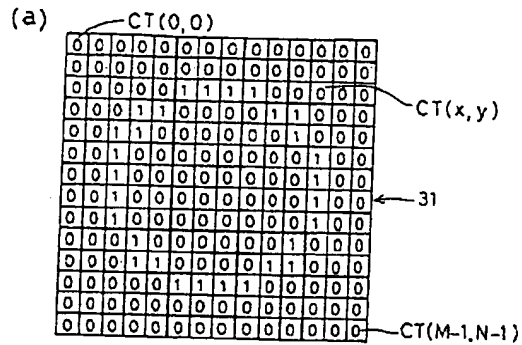 (a)
CT(0,0)
0 0 0 0 0 0 0 0 0 0 0 0 0 0
0 0 0 0 0 0 0 0 0 0 0 0 0 0
0 0 0 0 0 1 1 1 1 0 0 0 0 0
CT(x,y)
0 0 0 1 1 0 0 0 0 1 1 0 0 0
0 0 1 1 0 0 0 0 0 0 1 0 0 0
0 0 1 0 0 0 0 0 0 0 0 1 0 0
0 0 1 0 0 0 0 0 0 0 0 1 0 0
0 0 1 0 0 0 0 0 0 0 0 1 0 0
31
0 0 1 0 0 0 0 0 0 0 0 1 0 0
0 0 0 1 0 0 0 0 0 0 1 0 0 0
0 0 0 1 1 0 0 0 0 1 1 0 0 0
0 0 0 0 0 1 1 1 1 0 0 0 0 0
0 0 0 0 0 0 0 0 0 0 0 0 0 0
0 0 0 0 0 0 0 0 0 0 0 0 0 0
CT(M-1,N-1)